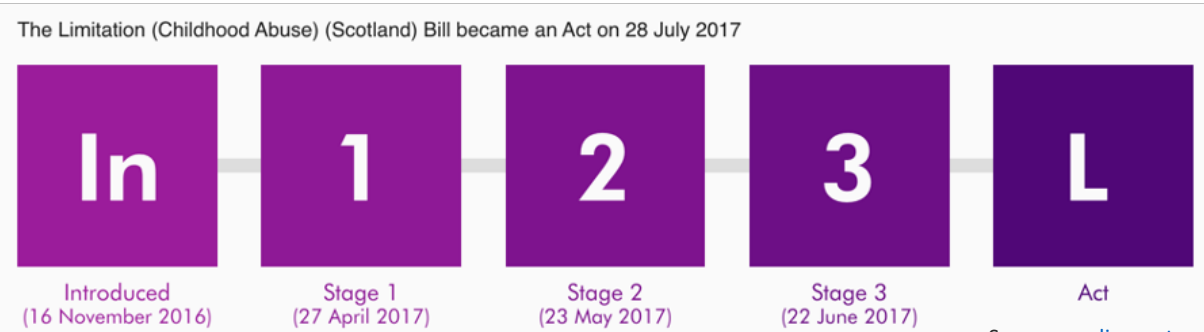 The Limitation (Childhood Abuse) (Scotland) Bill became an Act on 28 July 2017
In 1 2 3 L
Introduced Stage 1 Stage 2 Stage 3 Act
(16 November 2016) (27 April 2017) (23 May 2017) (22 June 2017)